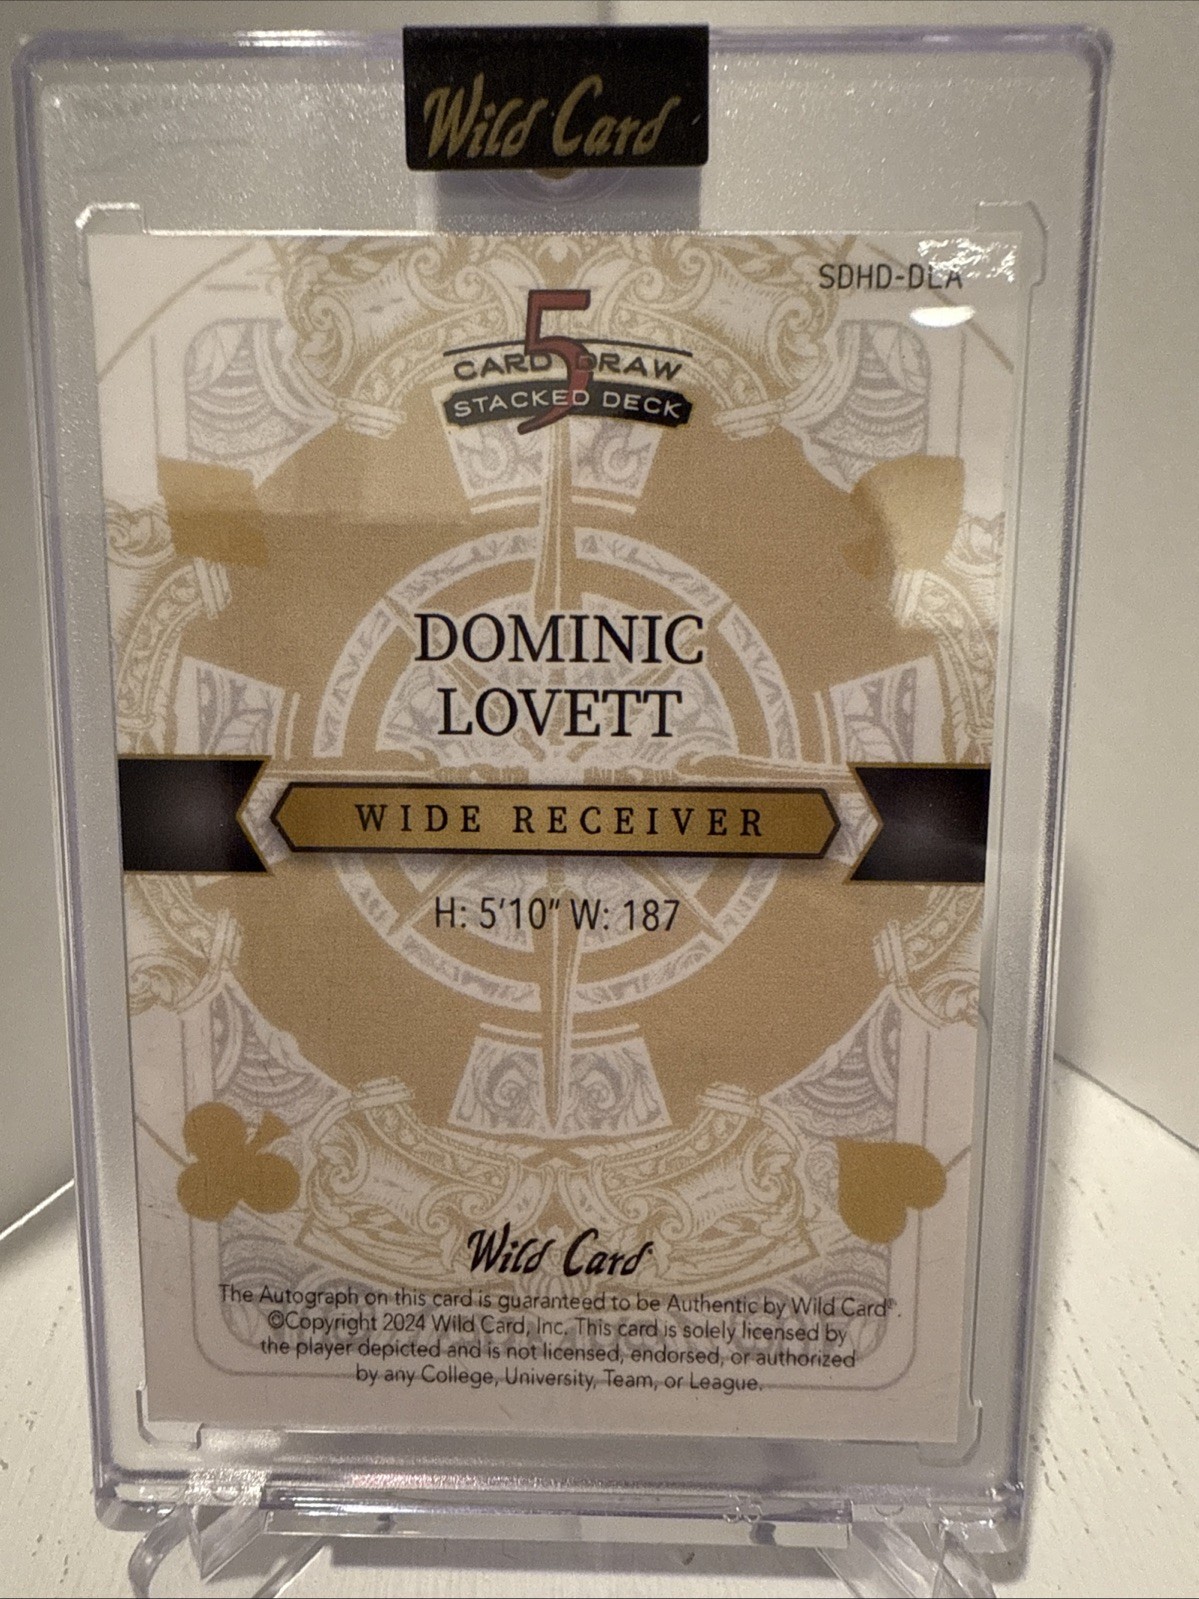 Wild Card
SDHD-DLA
5
CARD DRAW
STACKED DECK
DOMINIC
LOVETT
WIDE RECEIVER
H: 5'10" W: 187
Wild Card
The Autograph on this card is guaranteed to be Authentic by Wild Card®.
©Copyright 2024 Wild Card, Inc. This card is solely licensed by
the player depicted and is not licensed, endorsed, or authorized
by any College, University, Team, or League.